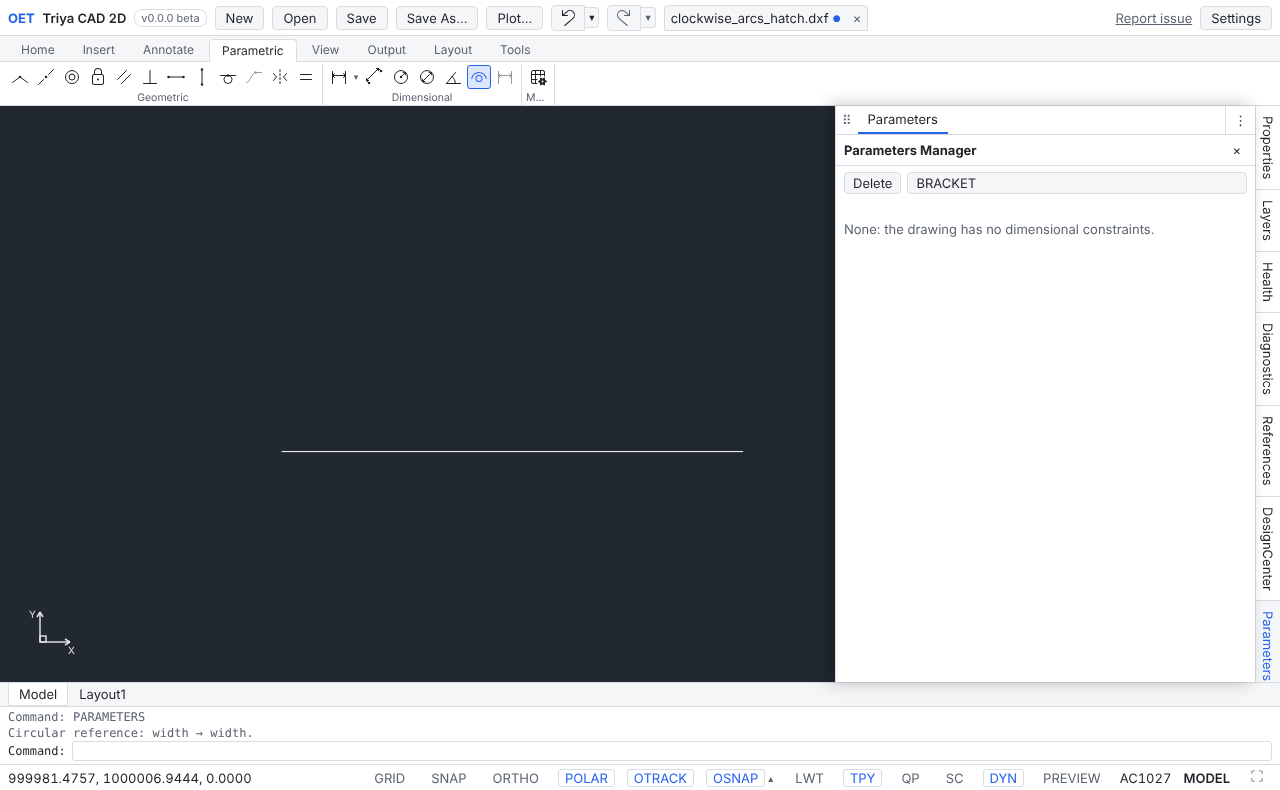 OET Triya CAD 2D v0.0.0 beta New Open Save Save As... Plot... clockwise_arcs_hatch.dxf × Report issue Settings
Home Insert Annotate Parametric View Output Layout Tools
Geometric Dimensional M...
Parameters
Parameters Manager ×
Delete BRACKET
None: the drawing has no dimensional constraints.
Properties
Layers
Health
Diagnostics
References
DesignCenter
Parameters
Y
X
Model Layout1
Command: PARAMETERS
Circular reference: width → width.
Command:
999981.4757, 1000006.9444, 0.0000 GRID SNAP ORTHO POLAR OTRACK OSNAP LWT TPY QP SC DYN PREVIEW AC1027 MODEL